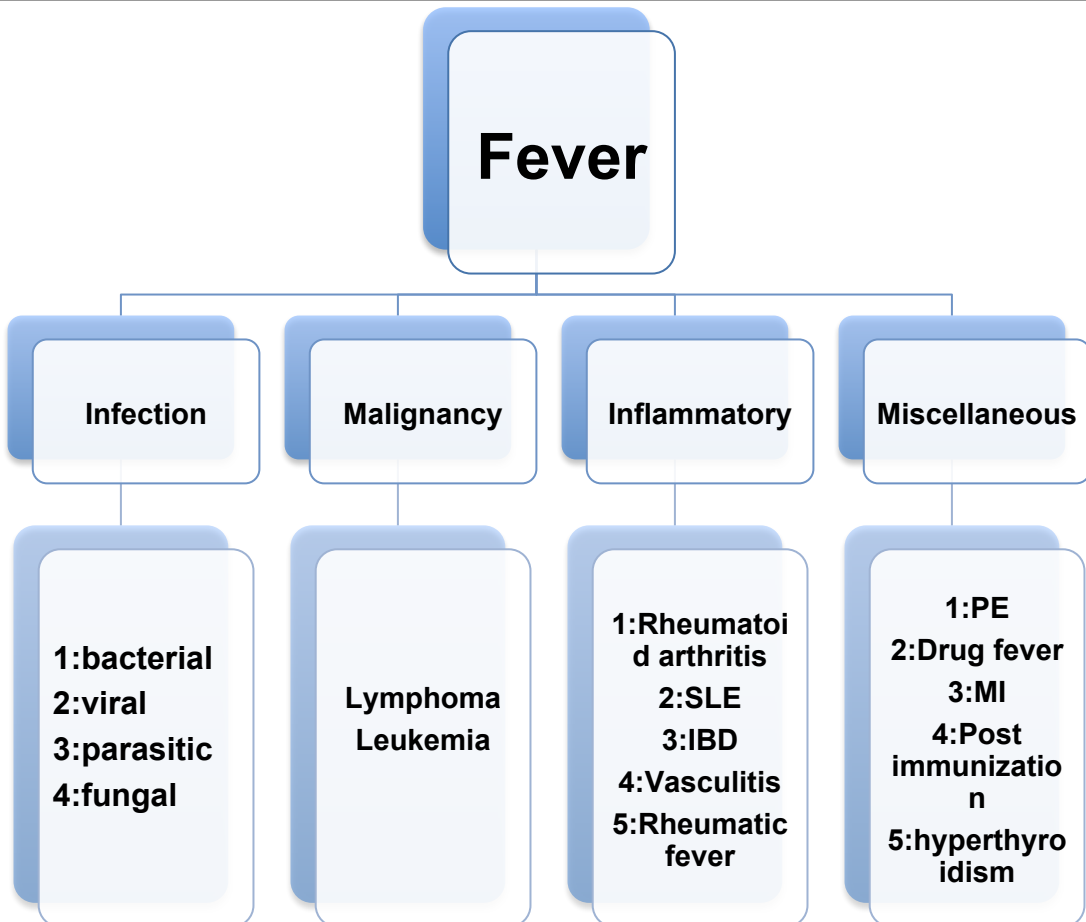 Fever
Infection
Malignancy
Inflammatory
Miscellaneous
1:bacterial
2:viral
3:parasitic
4:fungal
Lymphoma
Leukemia
1:Rheumatoi
d arthritis
2:SLE
3:IBD
4:Vasculitis
5:Rheumatic
fever
1:PE
2:Drug fever
3:MI
4:Post
immunizatio
n
5:hyperthyro
idism